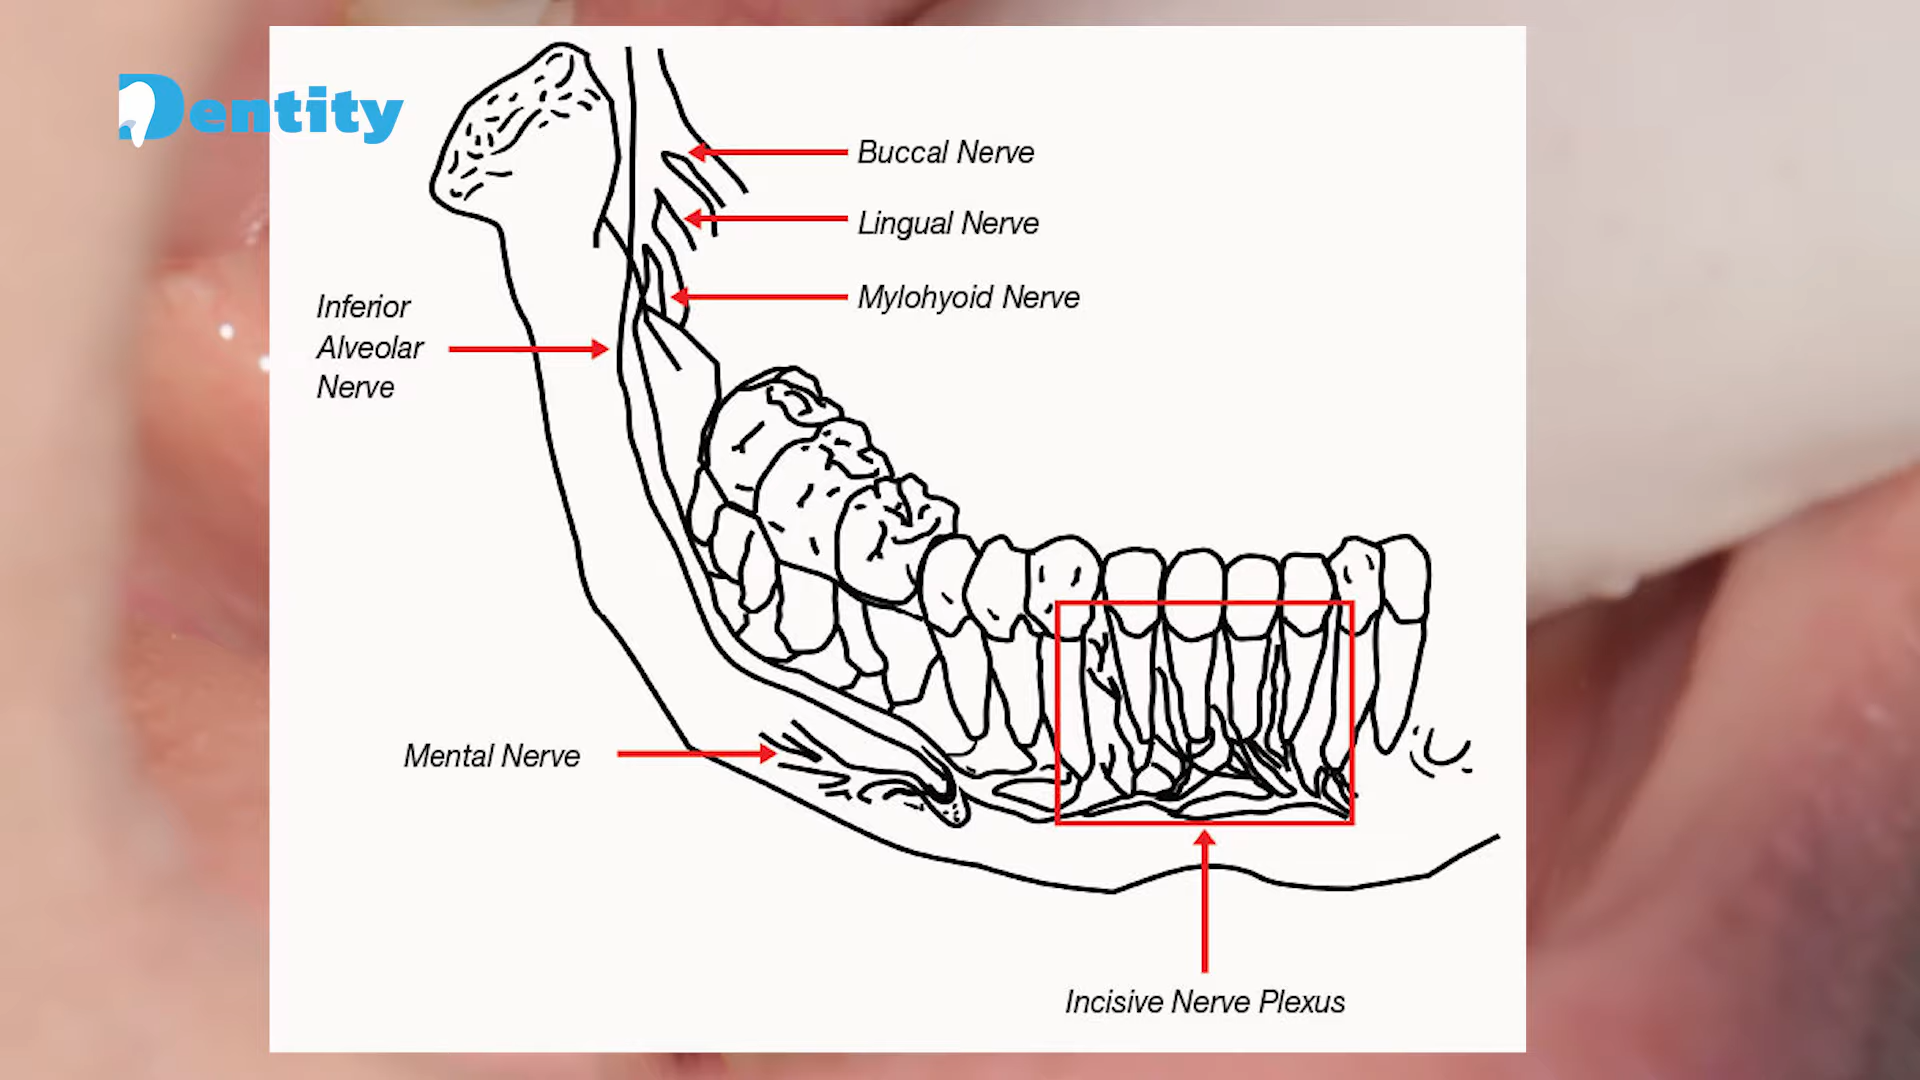 Dentity
Buccal Nerve
Lingual Nerve
Mylohyoid Nerve
Inferior
Alveolar
Nerve
Mental Nerve
Incisive Nerve Plexus